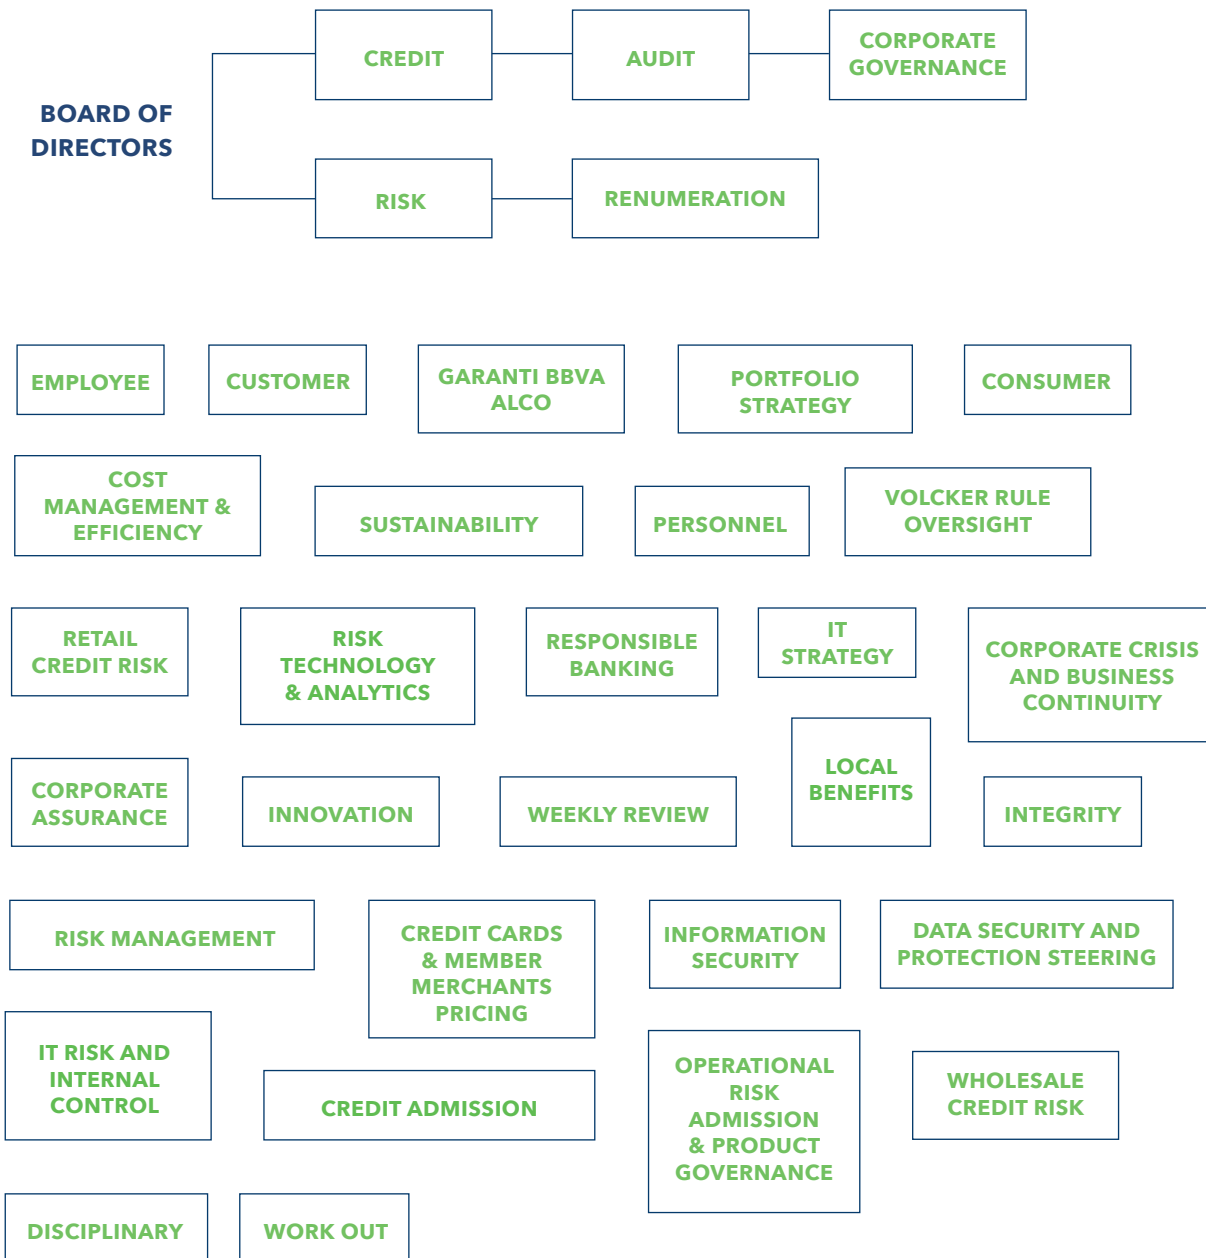 BOARD OF
DIRECTORS
CREDIT
AUDIT
CORPORATE
GOVERNANCE
RISK
RENUMERATION
EMPLOYEE
CUSTOMER
GARANTI BBVA
ALCO
PORTFOLIO
STRATEGY
CONSUMER
COST
MANAGEMENT &
EFFICIENCY
SUSTAINABILITY
PERSONNEL
VOLCKER RULE
OVERSIGHT
RETAIL
CREDIT RISK
RISK
TECHNOLOGY
& ANALYTICS
RESPONSIBLE
BANKING
IT
STRATEGY
CORPORATE CRISIS
AND BUSINESS
CONTINUITY
CORPORATE
ASSURANCE
INNOVATION
WEEKLY REVIEW
LOCAL
BENEFITS
INTEGRITY
RISK MANAGEMENT
CREDIT CARDS
& MEMBER
MERCHANTS
PRICING
INFORMATION
SECURITY
DATA SECURITY AND
PROTECTION STEERING
IT RISK AND
INTERNAL
CONTROL
CREDIT ADMISSION
OPERATIONAL
RISK
ADMISSION
& PRODUCT
GOVERNANCE
WHOLESALE
CREDIT RISK
DISCIPLINARY
WORK OUT